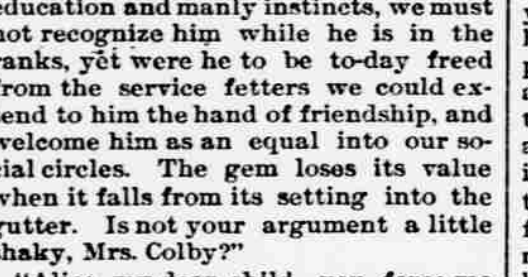 education and manly instincts, we must
not recognize him while he is in the
ranks, yet were he to be to-day freed
from the service fetters we could ex-
tend to him the hand of friendship, and
welcome him as an equal into our so-
cial circles. The gem loses its value
when it falls from its setting into the
gutter. Is not your argument a little
shaky, Mrs. Colby?"